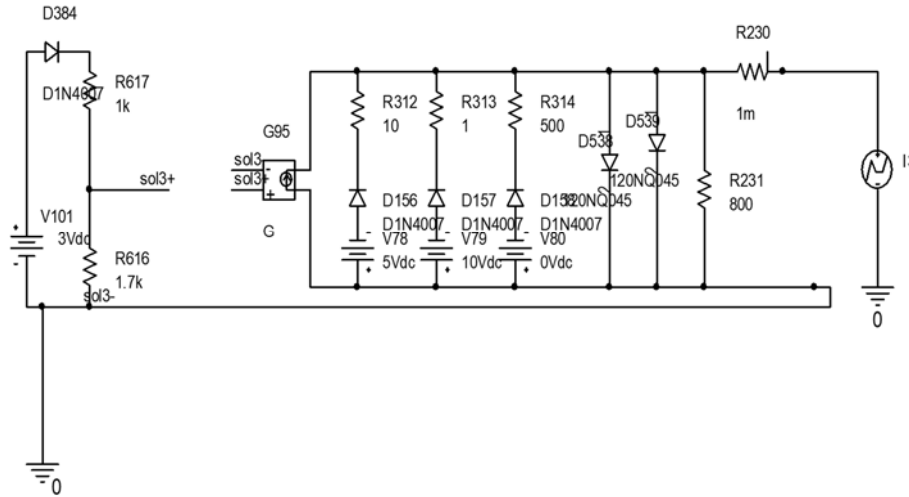 D384
R230
R617
D1N4007
1k
R312
R313
R314
10
1
500
1m
G95
D538
D539
sol3
-
sol3+
sol3+
+
120NQ045
120NQ045
R231
800
V101
3Vdc
D156
D157
D158
D1N4007
D1N4007
D1N4007
G
V78
V79
V80
5Vdc
10Vdc
0Vdc
R616
1.7k
sol3-
0
0